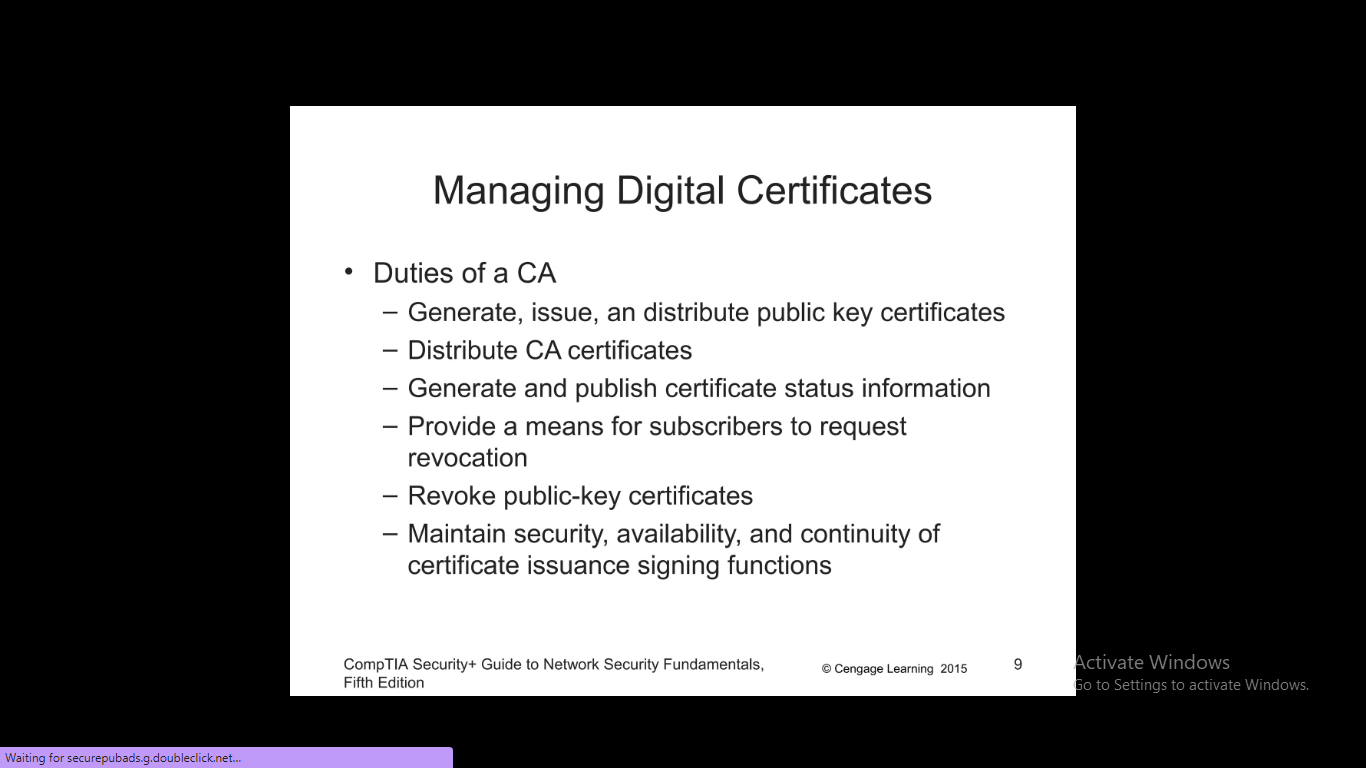 Managing Digital Certificates
• Duties of a CA
– Generate, issue, an distribute public key certificates
– Distribute CA certificates
– Generate and publish certificate status information
– Provide a means for subscribers to request
revocation
– Revoke public-key certificates
– Maintain security, availability, and continuity of
certificate issuance signing functions
CompTIA Security+ Guide to Network Security Fundamentals,
Fifth Edition
© Cengage Learning 2015
9
Activate Windows
Go to Settings to activate Windows.
Waiting for securepubads.g.doubleclick.net...